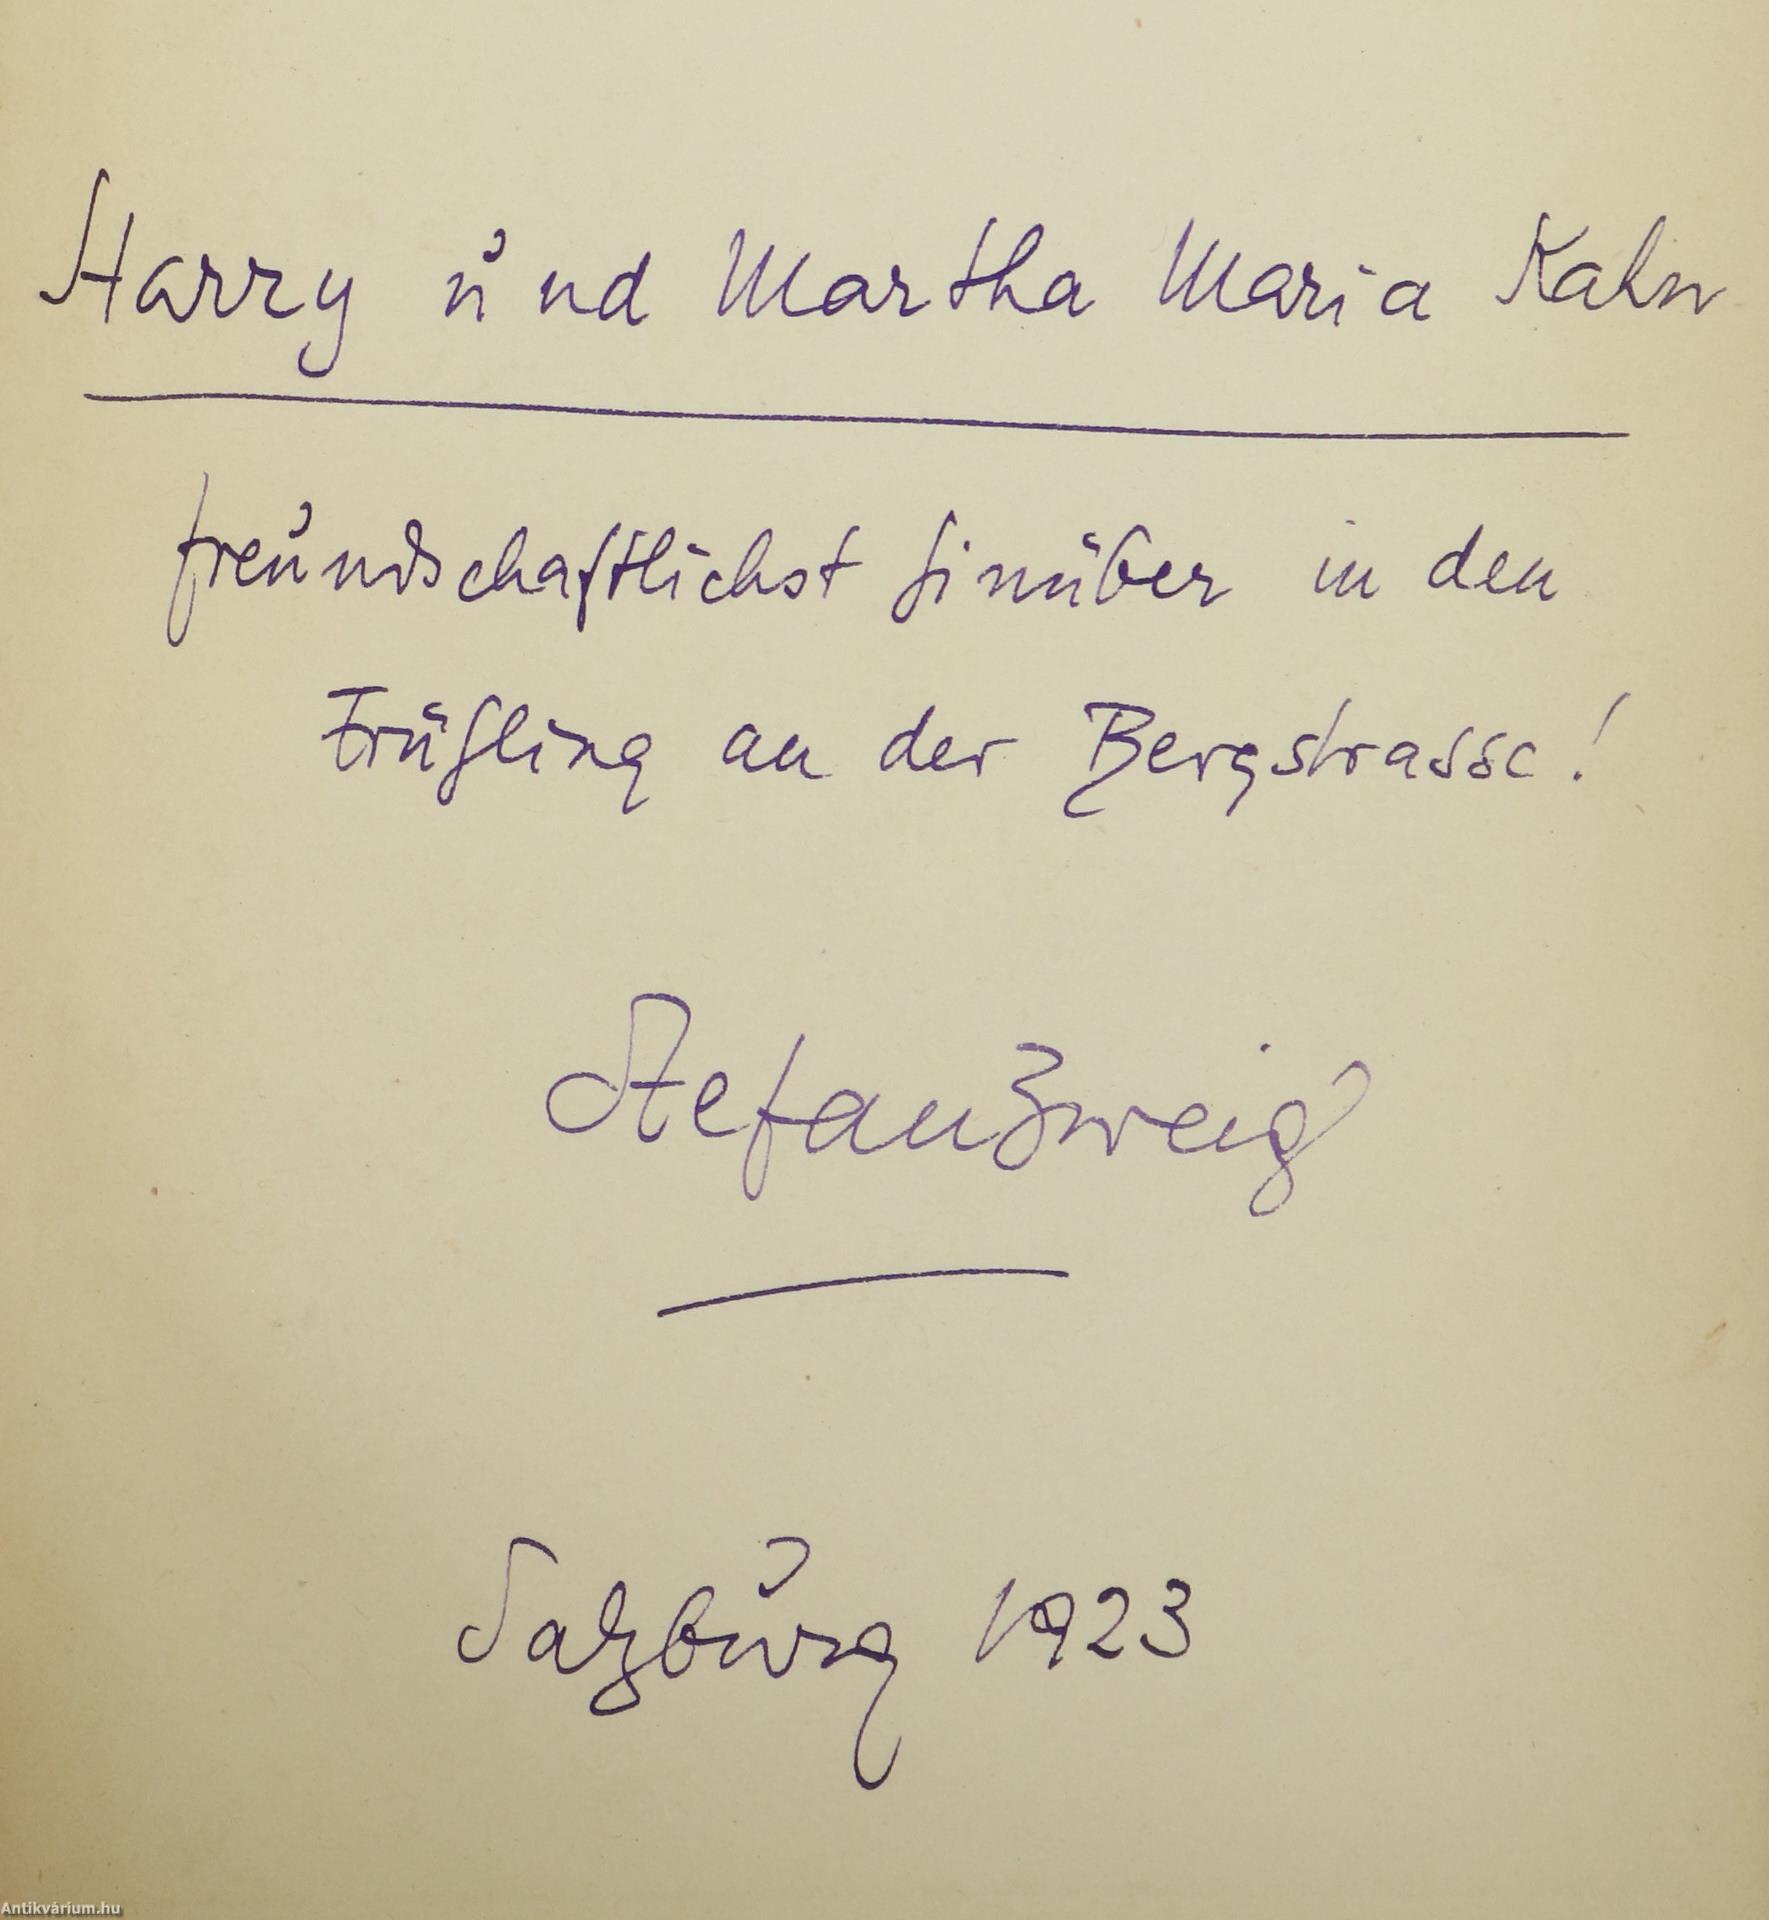 Harry und Martha Maria Kahn
freundschaftlichst hinüber in den
Frühling an der Bergstrasse!
Stefan Zweig
Salzburg 1923
Antikvárium.hu